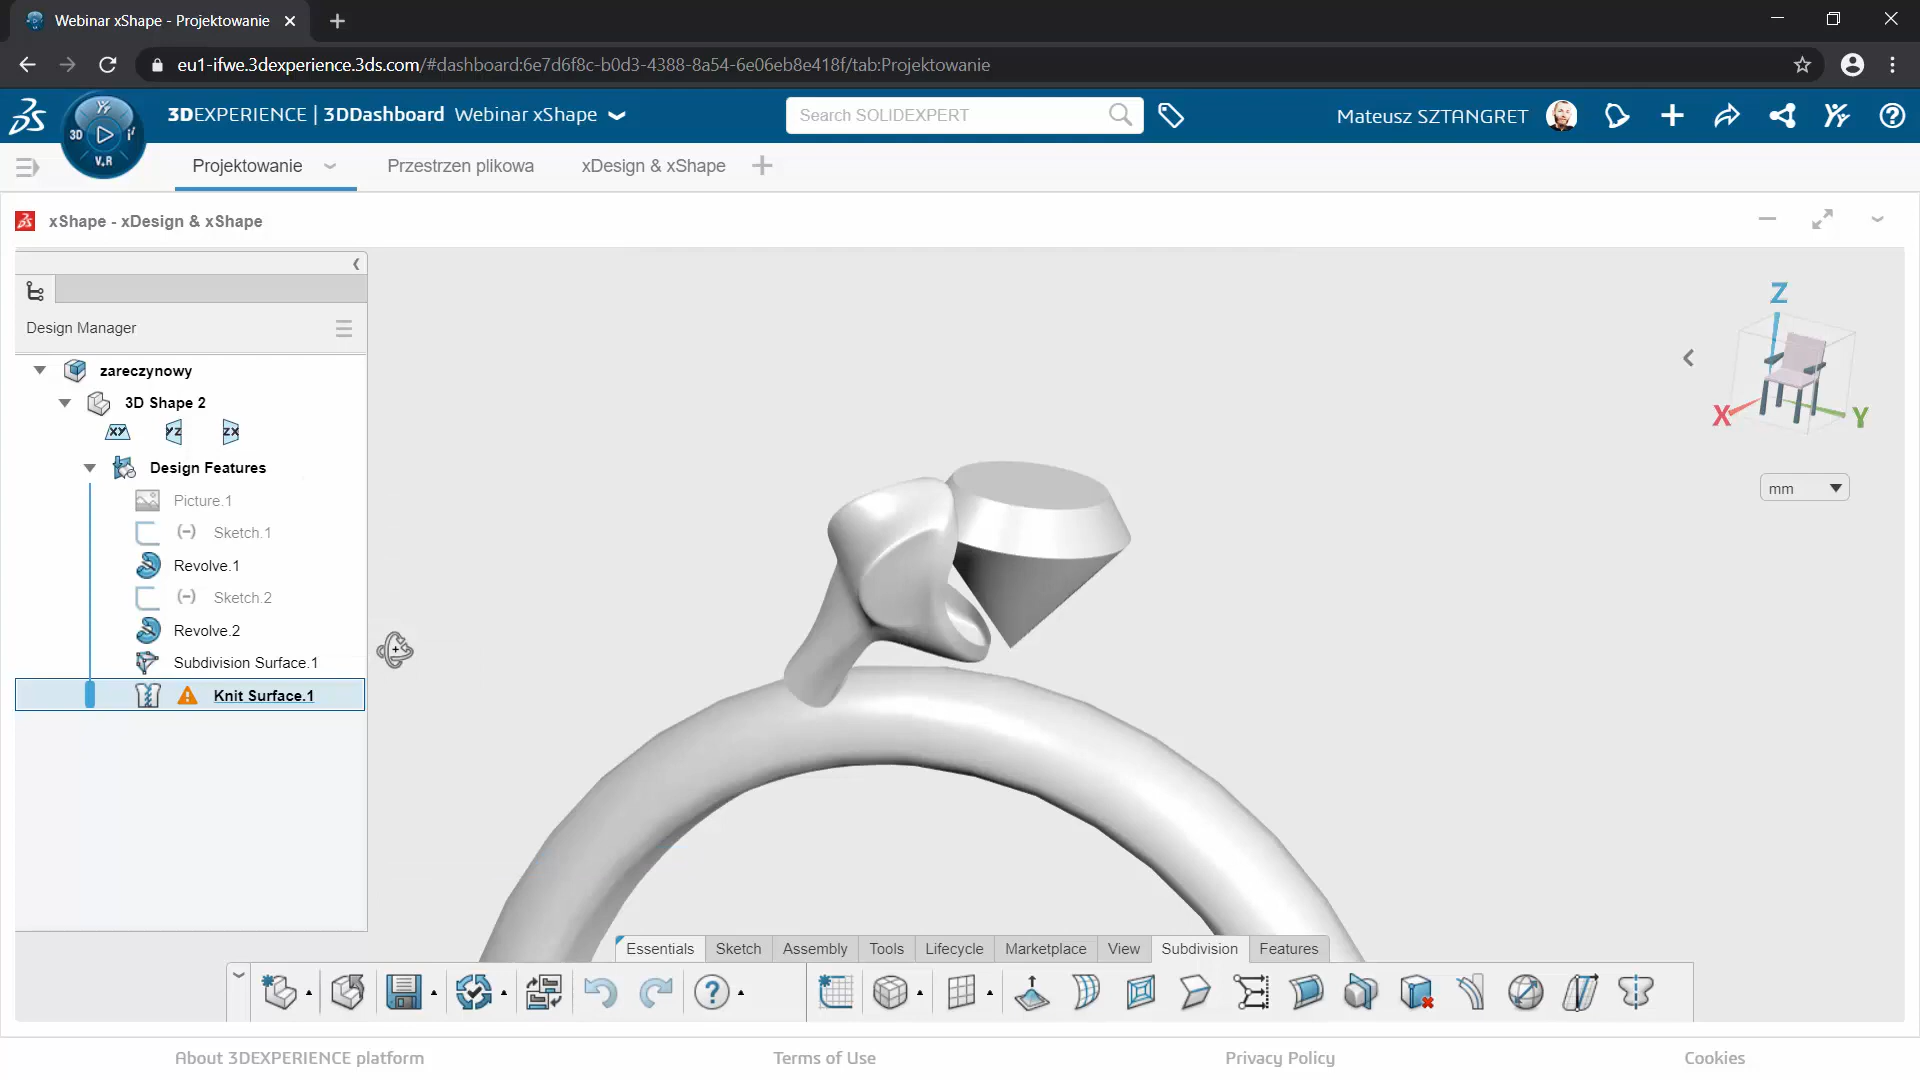 Webinar xShape - Projektowanie
eu1-ifwe.3dexperience.3ds.com/#dashboard:6e7d6f8c-b0d3-4388-8a54-6e06eb8e418f/tab:Projektowanie
3D V.R
3DEXPERIENCE | 3DDashboard Webinar xShape
Search SOLIDEXPERT
Mateusz SZTANGRET
Projektowanie
Przestrzen plikowa
xDesign & xShape
xShape - xDesign & xShape
Design Manager
zareczynowy
3D Shape 2
XY YZ ZX
Design Features
Picture.1
(-) Sketch.1
Revolve.1
(-) Sketch.2
Revolve.2
Subdivision Surface.1
Knit Surface.1
Z
X
Y
mm
Essentials Sketch Assembly Tools Lifecycle Marketplace View Subdivision Features
About 3DEXPERIENCE platform
Terms of Use
Privacy Policy
Cookies